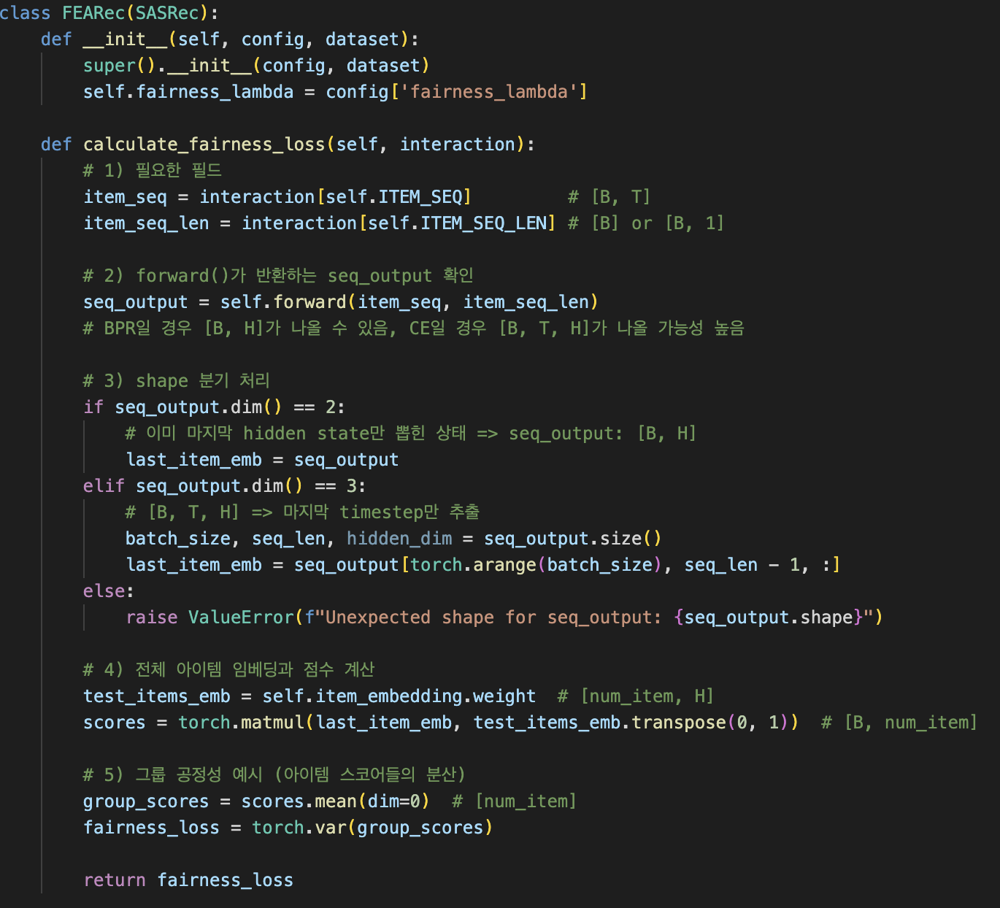 class FEARec(SASRec):
    def __init__(self, config, dataset):
        super().__init__(config, dataset)
        self.fairness_lambda = config['fairness_lambda']

    def calculate_fairness_loss(self, interaction):
        # 1) 필요한 필드
        item_seq = interaction[self.ITEM_SEQ]         # [B, T]
        item_seq_len = interaction[self.ITEM_SEQ_LEN] # [B] or [B, 1]

        # 2) forward()가 반환하는 seq_output 확인
        seq_output = self.forward(item_seq, item_seq_len)
        # BPR일 경우 [B, H]가 나올 수 있음, CE일 경우 [B, T, H]가 나올 가능성 높음

        # 3) shape 분기 처리
        if seq_output.dim() == 2:
            # 이미 마지막 hidden state만 뽑힌 상태 => seq_output: [B, H]
            last_item_emb = seq_output
        elif seq_output.dim() == 3:
            # [B, T, H] => 마지막 timestep만 추출
            batch_size, seq_len, hidden_dim = seq_output.size()
            last_item_emb = seq_output[torch.arange(batch_size), seq_len - 1, :]
        else:
            raise ValueError(f"Unexpected shape for seq_output: {seq_output.shape}")

        # 4) 전체 아이템 임베딩과 점수 계산
        test_items_emb = self.item_embedding.weight  # [num_item, H]
        scores = torch.matmul(last_item_emb, test_items_emb.transpose(0, 1))  # [B, num_item]

        # 5) 그룹 공정성 예시 (아이템 스코어들의 분산)
        group_scores = scores.mean(dim=0)  # [num_item]
        fairness_loss = torch.var(group_scores)

        return fairness_loss